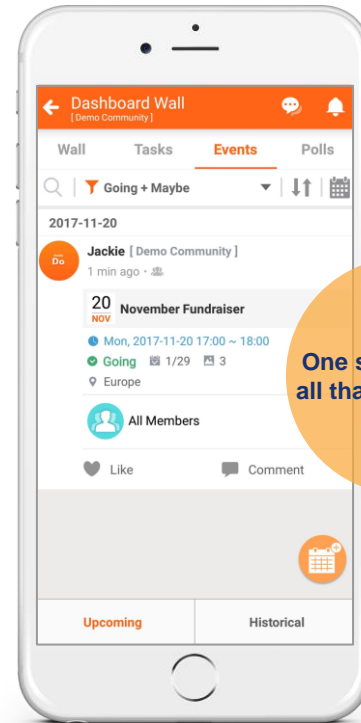 Dashboard Wall
[ Demo Community ]
Wall Tasks Events Polls
Going + Maybe
2017-11-20
Do
Jackie [ Demo Community ]
1 min ago ·
20 NOV November Fundraiser
Mon, 2017-11-20 17:00 ~ 18:00
Going 1/29 3
Europe
All Members
One
all
Like Comment
Upcoming Historical